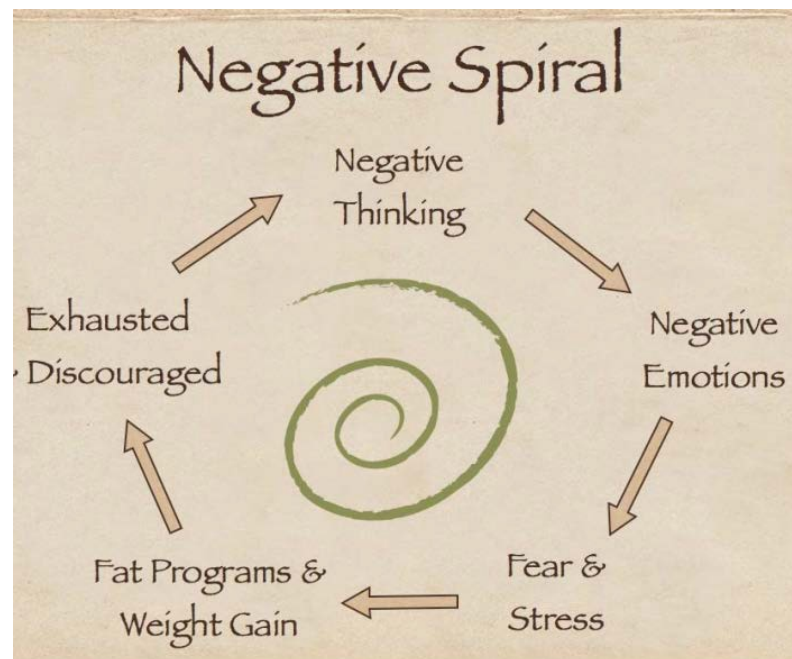 Negative Spiral
Negative
Thinking
Negative
Emotions
Fear &
Stress
Fat Programs &
Weight Gain
Exhausted
& Discouraged